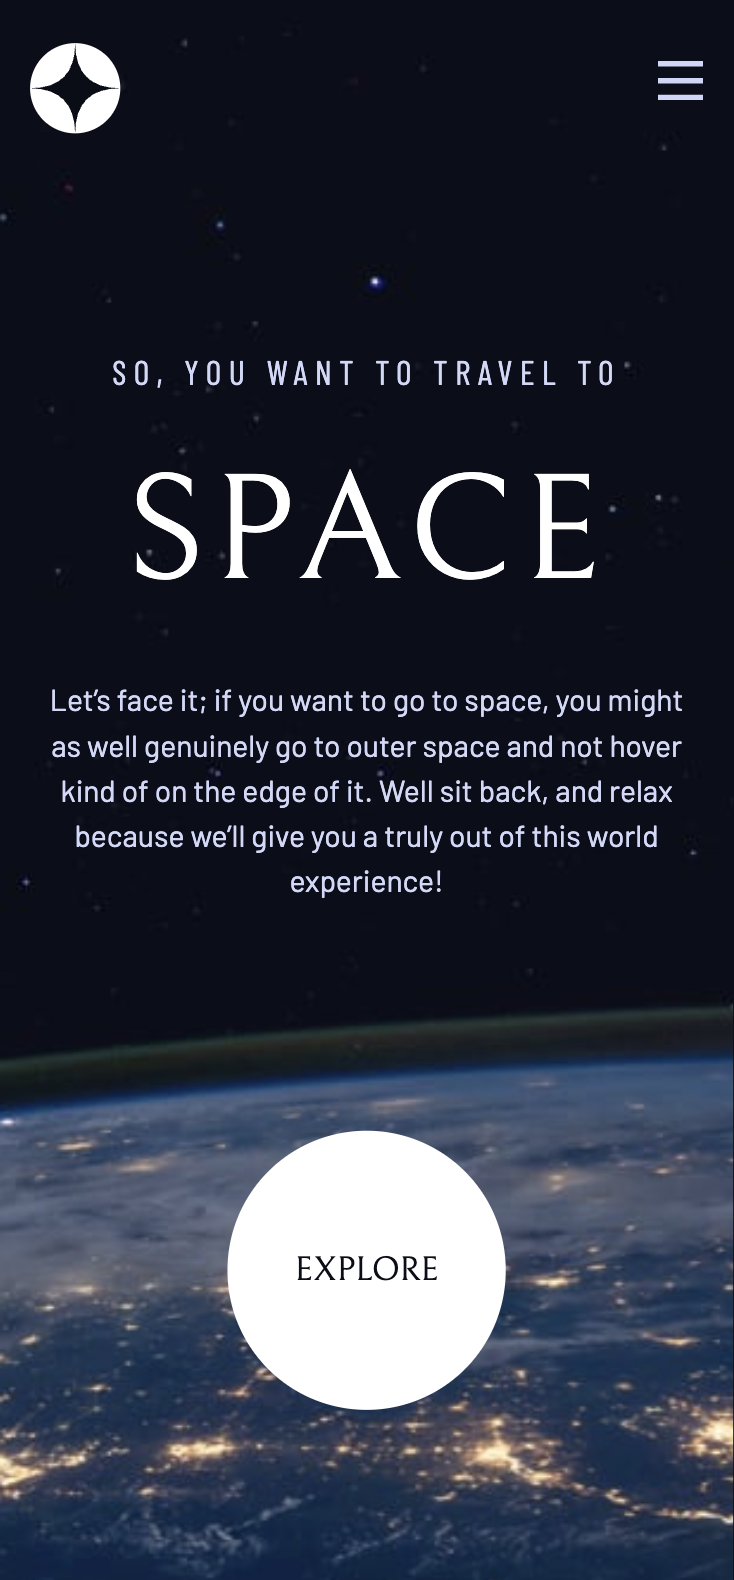 SO, YOU WANT TO TRAVEL TO
SPACE
Let’s face it; if you want to go to space, you might
as well genuinely go to outer space and not hover
kind of on the edge of it. Well sit back, and relax
because we’ll give you a truly out of this world
experience!
EXPLORE